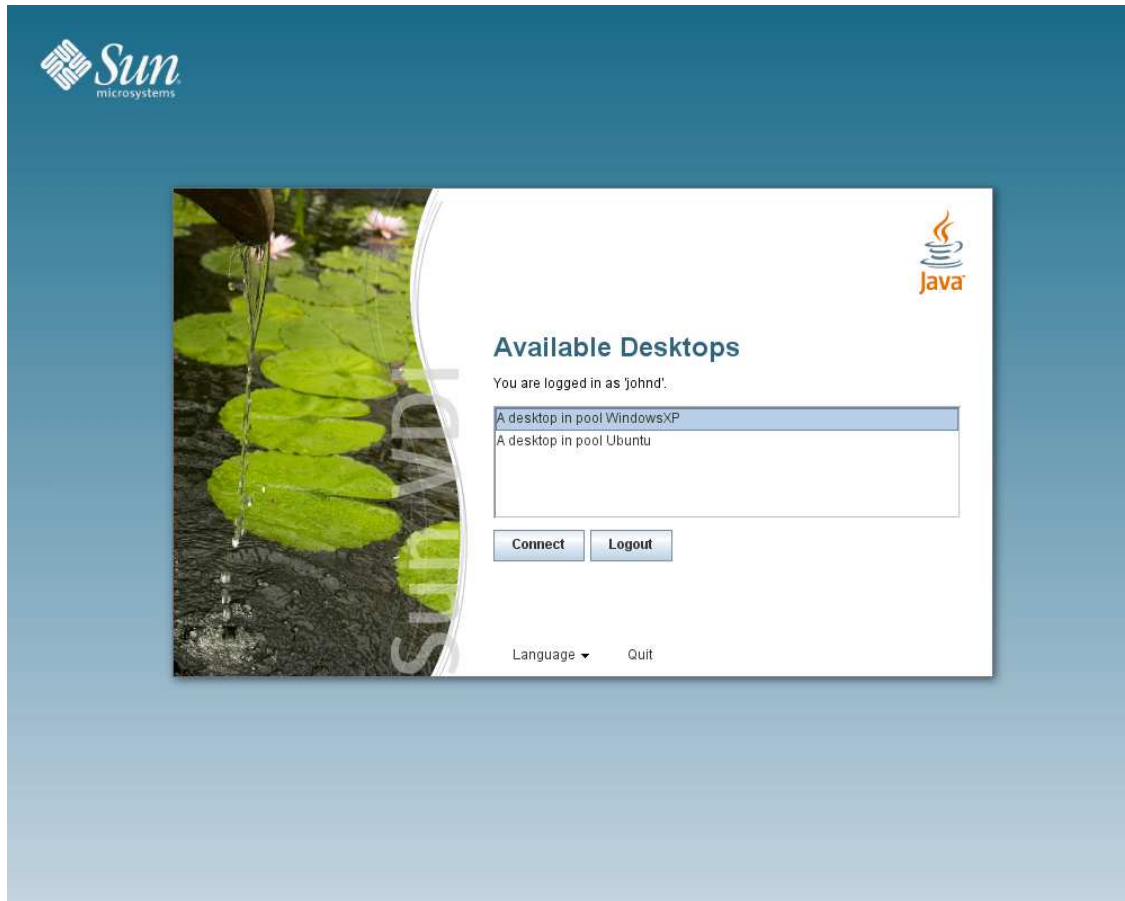 Sun
microsystems
Java
Sun VDI
Available Desktops
You are logged in as 'johnd'.
A desktop in pool WindowsXP
A desktop in pool Ubuntu
Connect Logout
Language Quit